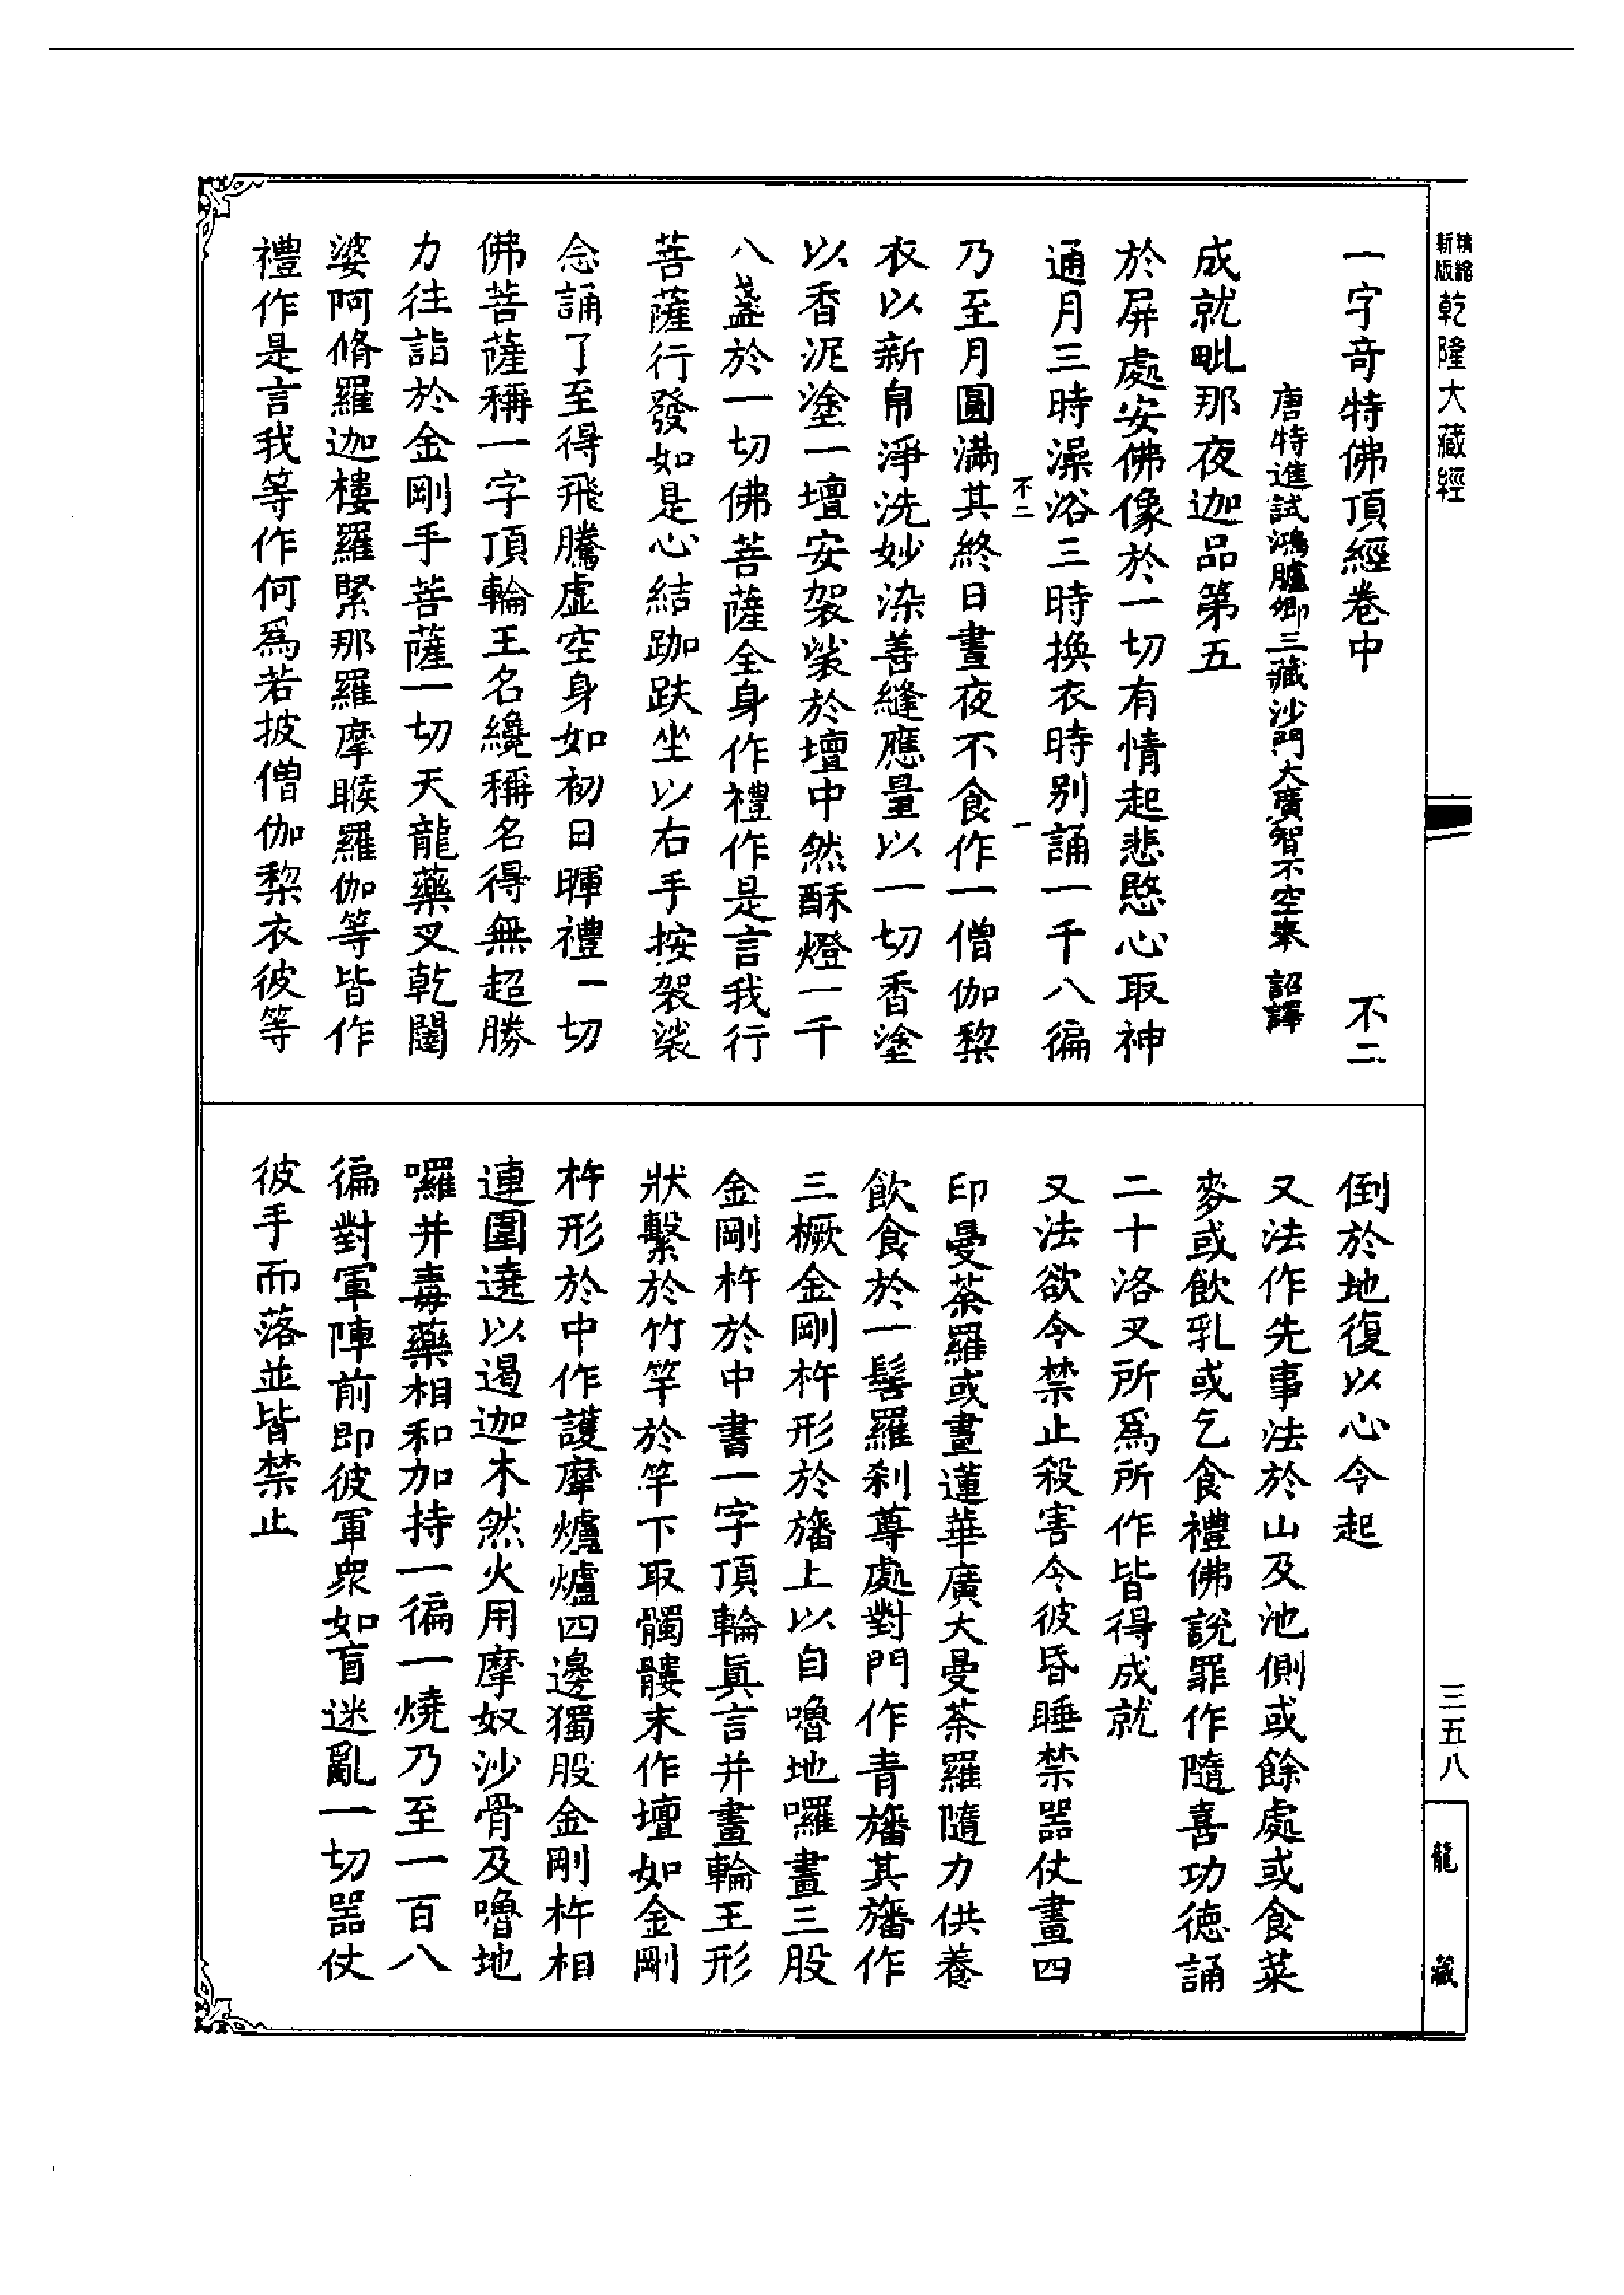 精繪
新版
乾隆大藏經
一字奇特佛頂經卷中 不二
唐特進試鴻臚卿三藏沙門大廣智不空奉 詔譯
成就毗那夜迦品第五
於屏處安佛像於一切有情起悲愍心取神
通月三時澡浴三時換衣時別誦一千八徧
不二 一
乃至月圓滿其終日晝夜不食作一僧伽棃
衣以新帛淨洗妙染善縫應量以一切香塗
以香泥塗一壇安袈裟於壇中然酥燈一千
八盞於一切佛菩薩全身作禮作是言我行
菩薩行發如是心結跏趺坐以右手按袈裟
念誦了至得飛騰虛空身如初日暉禮一切
佛菩薩稱一字頂輪王名纔稱名得無超勝
力往詣於金剛手菩薩一切天龍藥叉乾闥
婆阿脩羅迦樓羅緊那羅摩睺羅伽等皆作
禮作是言我等作何爲若披僧伽棃衣彼等
倒於地復以心令起
又法作先事法於山及池側或餘處或食菜
麥或飲乳或乞食禮佛說罪作隨喜功德誦
二十洛叉所爲所作皆得成就
又法欲令禁止殺害令彼昏睡禁器仗畫四
印曼荼羅或畫蓮華廣大曼荼羅隨力供養
飲食於一髻羅刹尊處對門作青旛其旛作
三橛金剛杵形於旛上以自嚕地囉畫三股
金剛杵於中書一字頂輪眞言并畫輪王形
狀繫於竹竿於竿下取髑髏末作壇如金剛
杵形於中作護摩爐爐四邊獨股金剛杵相
連圍遶以遏迦木然火用摩奴沙骨及嚕地
囉并毒藥相和加持一徧一燒乃至一百八
徧對軍陣前即彼軍衆如盲迷亂一切器仗
彼手而落並皆禁止
三五八
龍藏